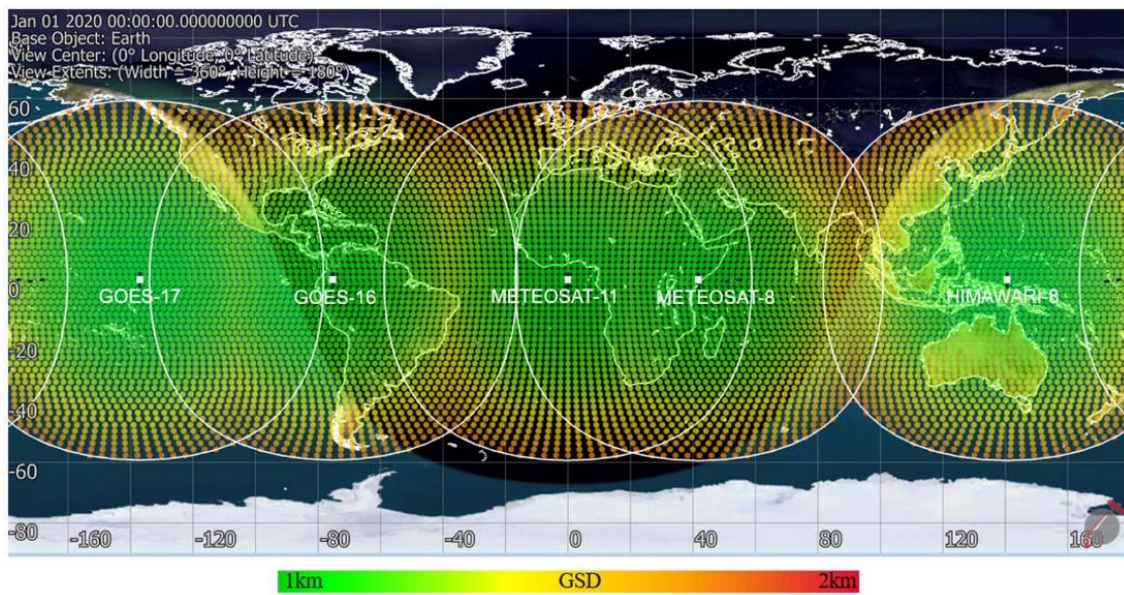 Jan 01 2020 00:00:00.000000000 UTC
Base Object: Earth
View Center: (0° Longitude, 0° Latitude)
View Extents: (Width = 360°, Height = 180°)
60
40
20
0
-20
-40
-60
-80
GOES-17 GOES-16 METEOSAT-11 METEOSAT-8 HIMAWARI-8
-160 -120 -80 -40 0 40 80 120 160
1km GSD 2km